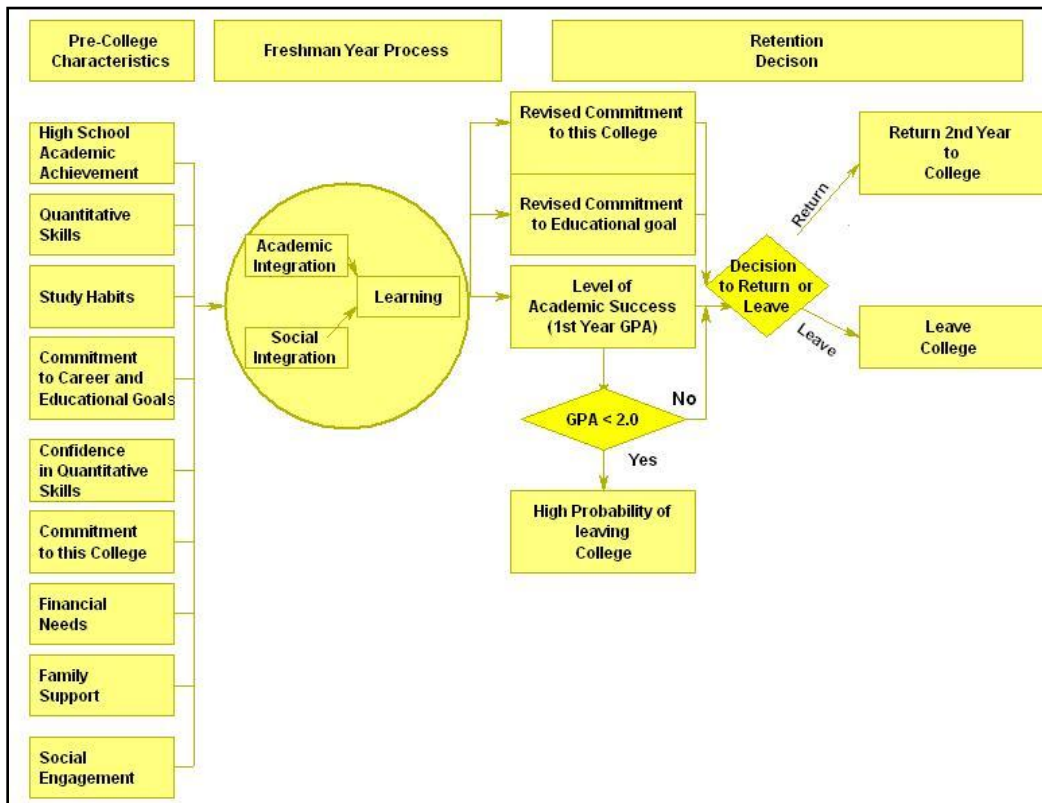 Pre-College
Characteristics
Freshman Year Process
Retention
Decison
High School
Academic
Achievement
Quantitative
Skills
Study Habits
Commitment
to Career and
Educational Goals
Confidence
in Quantitative
Skills
Commitment
to this College
Financial
Needs
Family
Support
Social
Engagement
Academic
Integration
Learning
Social
Integration
Revised Commitment
to this College
Revised Commitment
to Educational goal
Level of
Academic Success
(1st Year GPA)
GPA < 2.0
No
Yes
High Probability of
leaving
College
Decision
to Return or
Leave
Return
Leave
Return 2nd Year
to
College
Leave
College